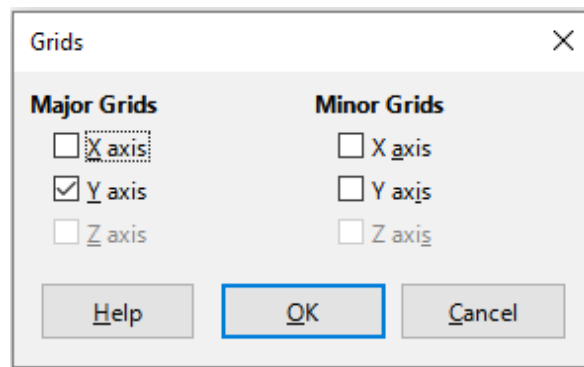 Grids
Major Grids Minor Grids
X axis X axis
Y axis Y axis
Z axis Z axis
Help OK Cancel